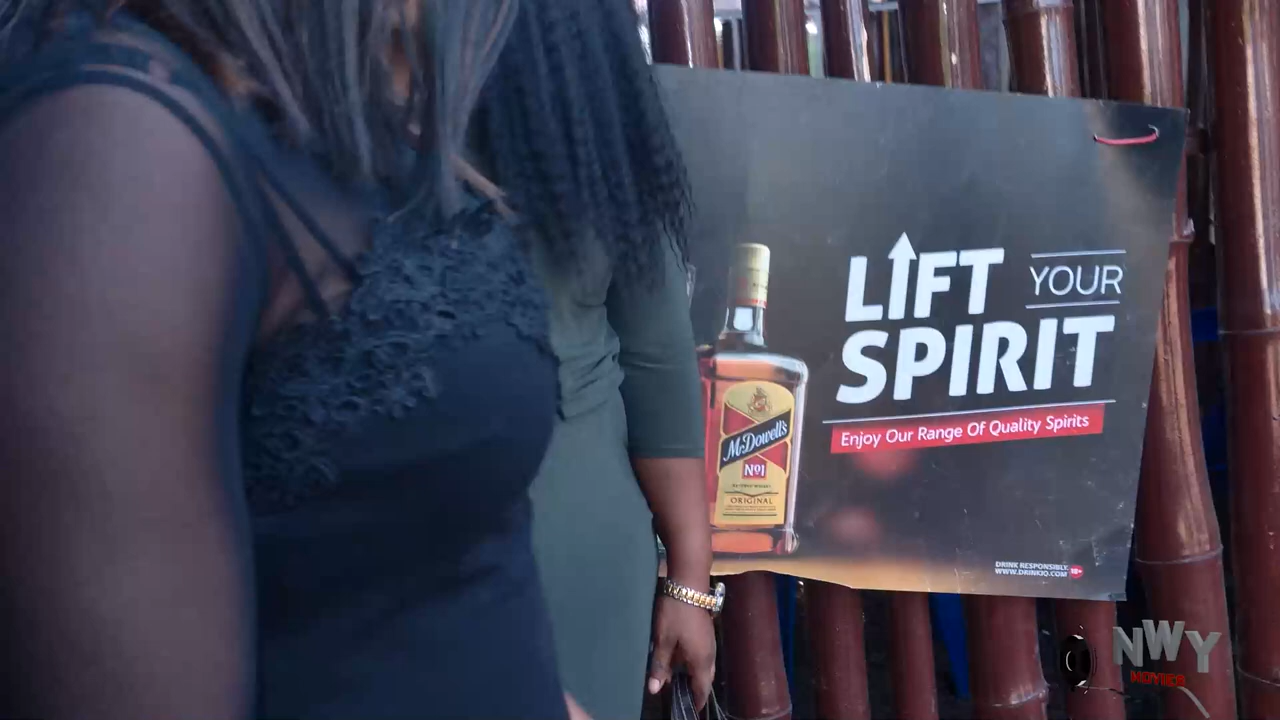 LIFT YOUR
SPIRIT
Enjoy Our Range Of Quality Spirits
McDowell's
No1
ORIGINAL
DRINK RESPONSIBLY.
WWW.DRINKIQ.COM 18+
NWY
MOVIES